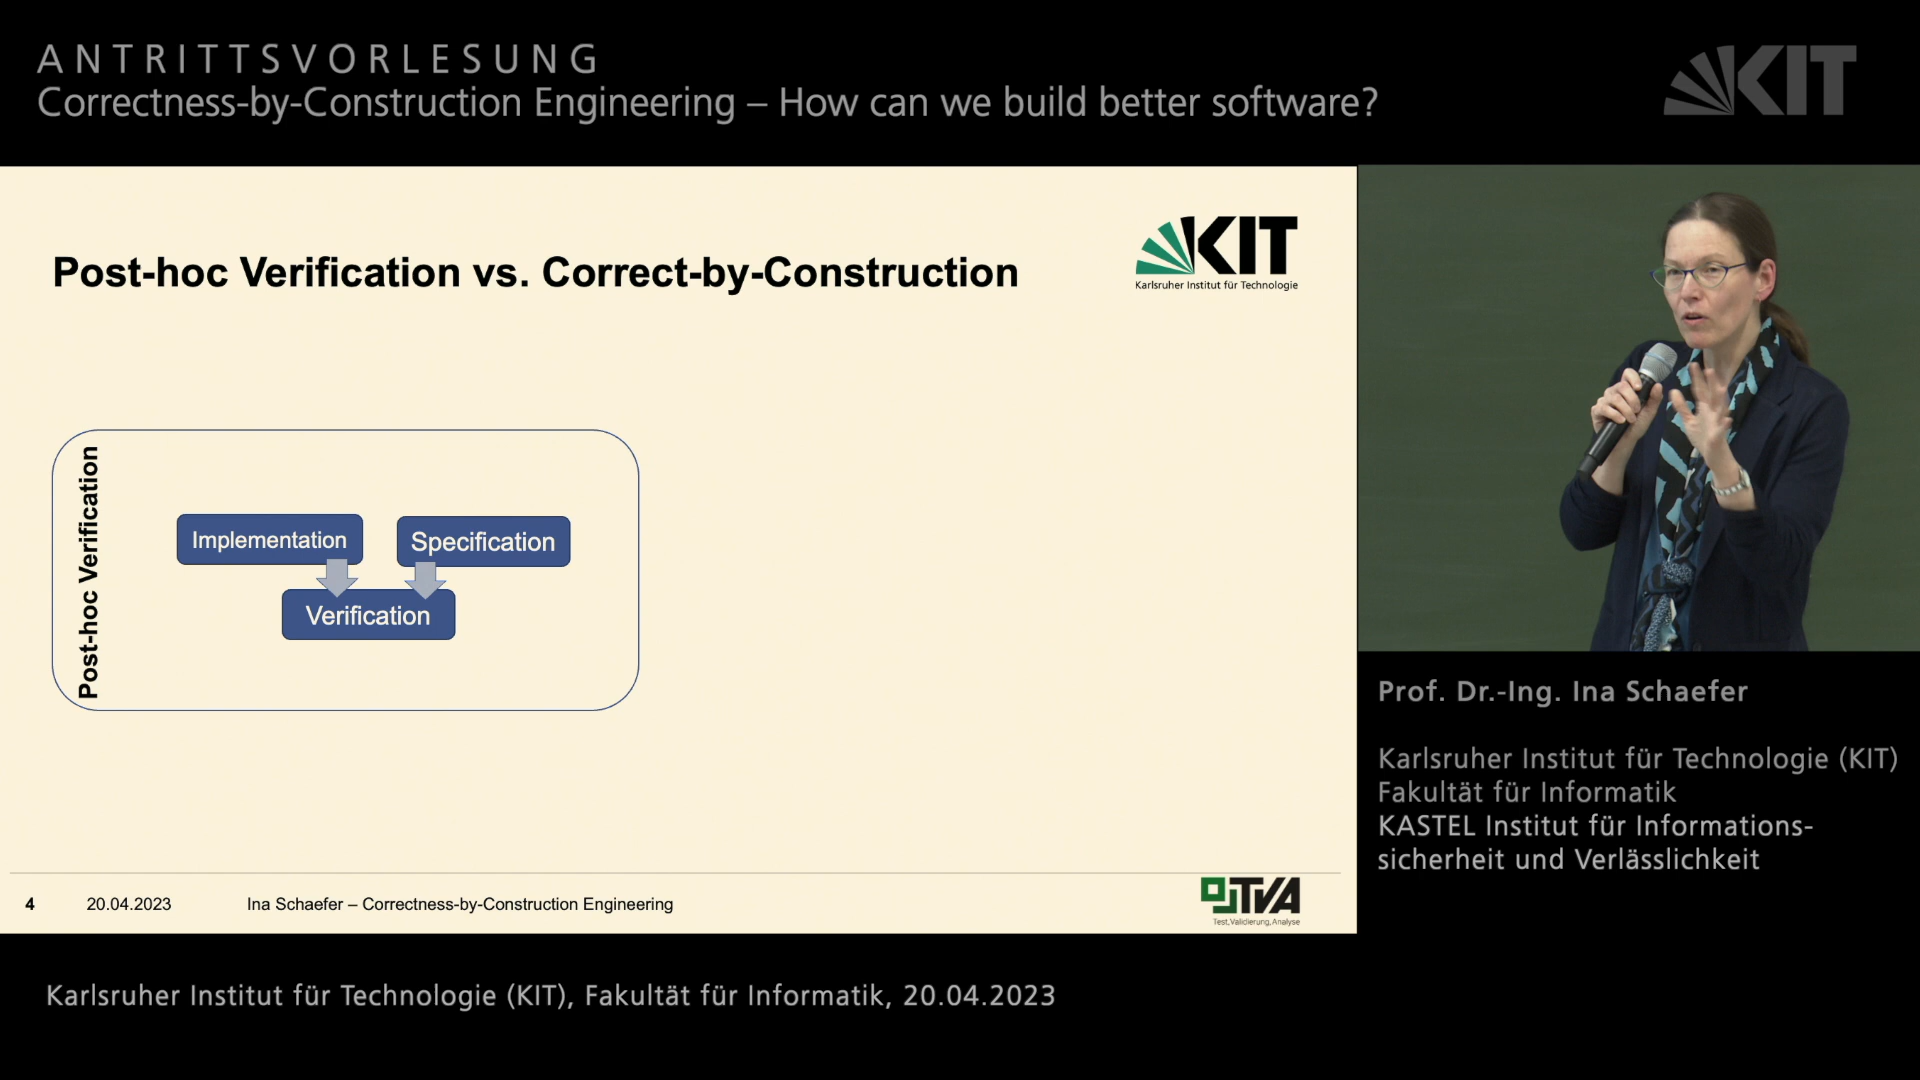 ANTRITTSVORLESUNG
Correctness-by-Construction Engineering – How can we build better software?
KIT
Post-hoc Verification vs. Correct-by-Construction
KIT
Karlsruher Institut für Technologie
Post-hoc Verification
Implementation
Specification
Verification
4
20.04.2023
Ina Schaefer – Correctness-by-Construction Engineering
TVA
Test, Validierung, Analyse
Prof. Dr.-Ing. Ina Schaefer
Karlsruher Institut für Technologie (KIT)
Fakultät für Informatik
KASTEL Institut für Informations-
sicherheit und Verlässlichkeit
Karlsruher Institut für Technologie (KIT), Fakultät für Informatik, 20.04.2023